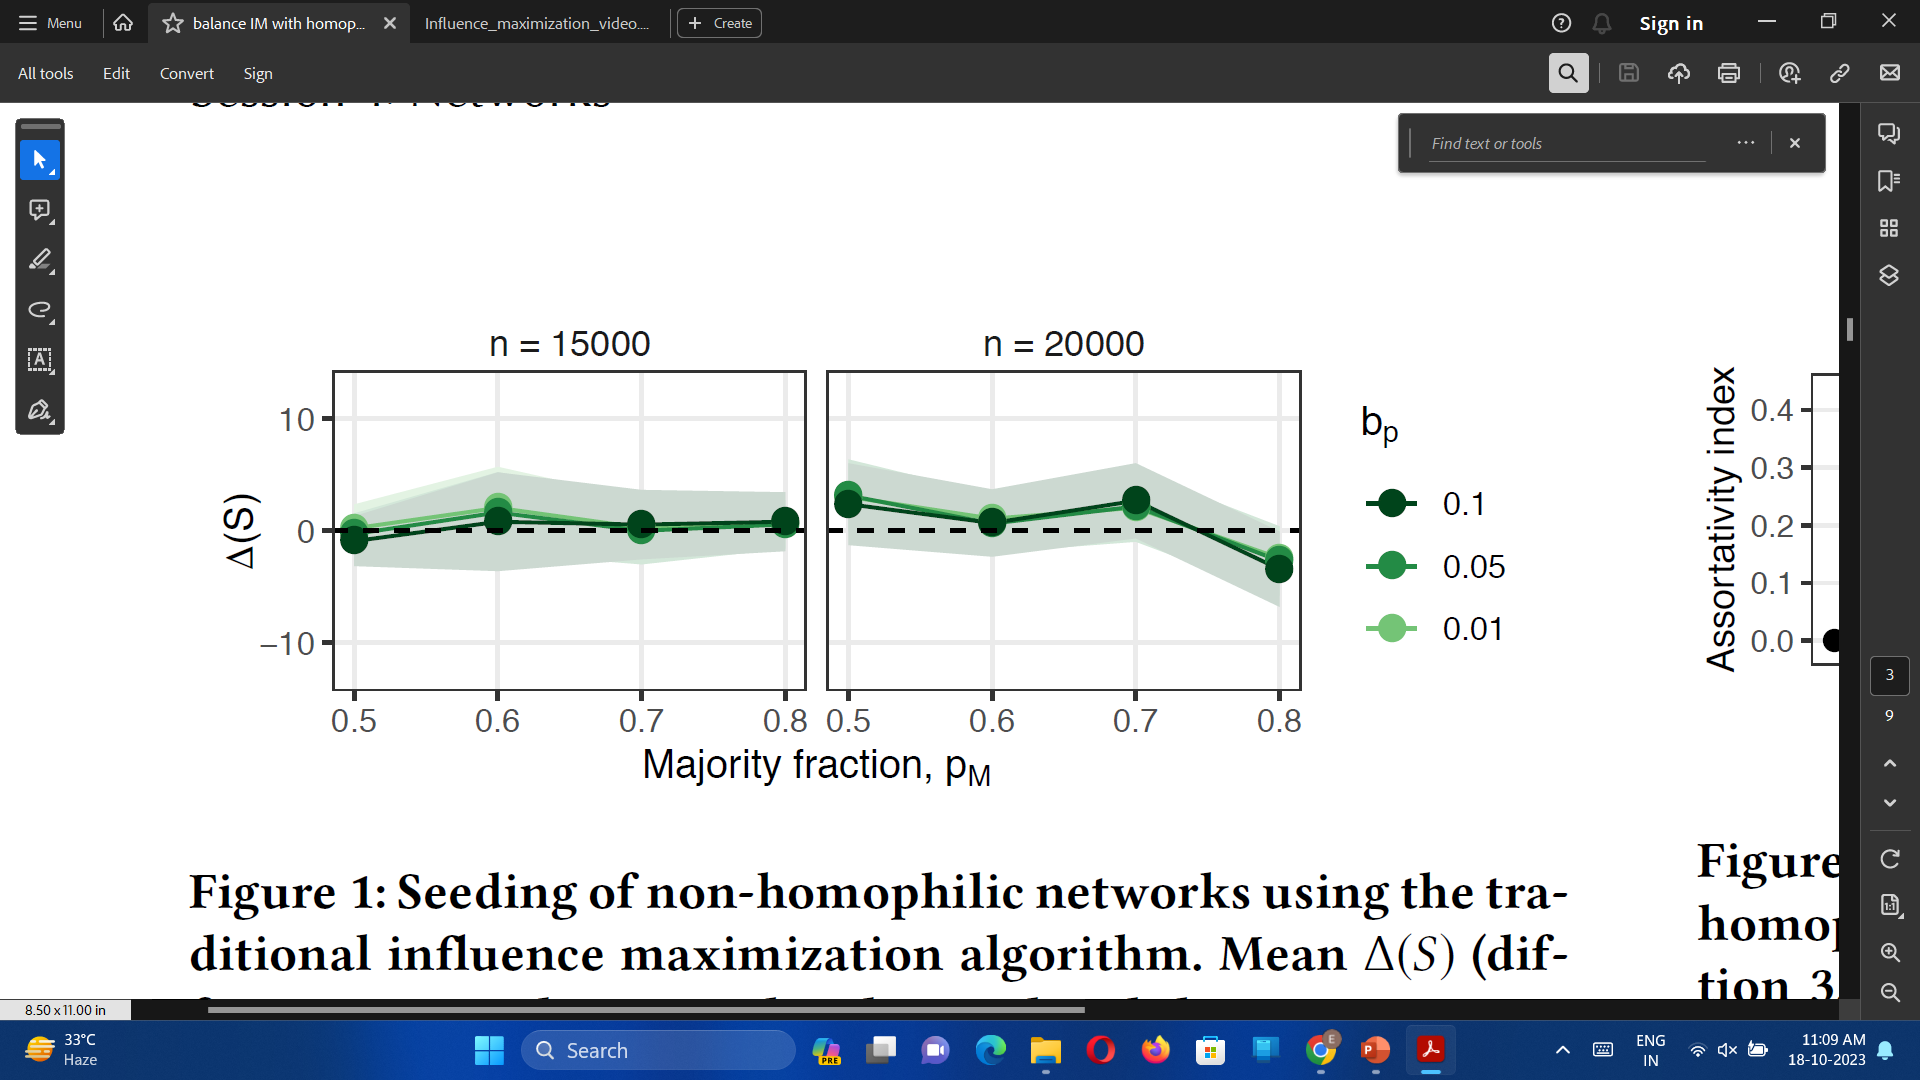 Menu
balance IM with homop...
Influence_maximization_video....
Create
Sign in
All tools
Edit
Convert
Sign
Find text or tools
n = 15000
n = 20000
10
0
−10
Δ(S)
0.5 0.6 0.7 0.8 0.5 0.6 0.7 0.8
Majority fraction, pM
bp
0.1
0.05
0.01
Assortativity index
0.4
0.3
0.2
0.1
0.0
3
9
Figure 1: Seeding of non-homophilic networks using the tra-
ditional influence maximization algorithm. Mean Δ(S) (dif-
Figure
homop
tion 3
8.50 x 11.00 in
33°C
Haze
Search
PRE
E
ENG
IN
11:09 AM
18-10-2023